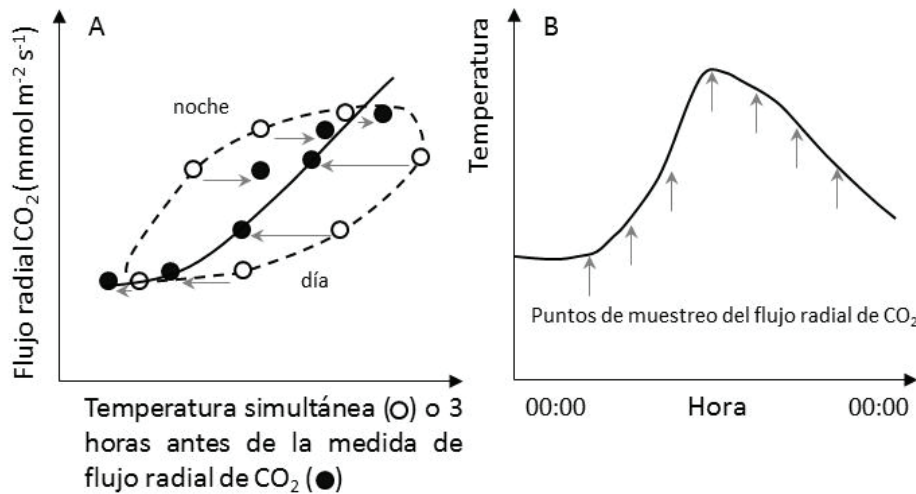 A
Flujo radial CO₂ (mmol m⁻² s⁻¹)
noche
día
Temperatura simultánea (○) o 3
horas antes de la medida de
flujo radial de CO₂ (●)
B
Temperatura
Puntos de muestreo del flujo radial de CO₂
00:00 Hora 00:00